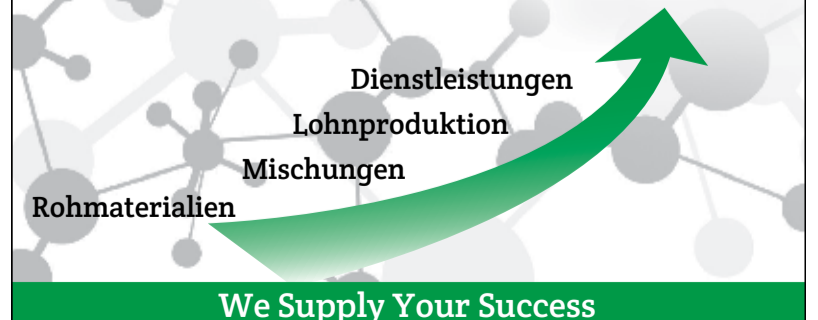 Dienstleistungen
Lohnproduktion
Mischungen
Rohmaterialien
We Supply Your Success